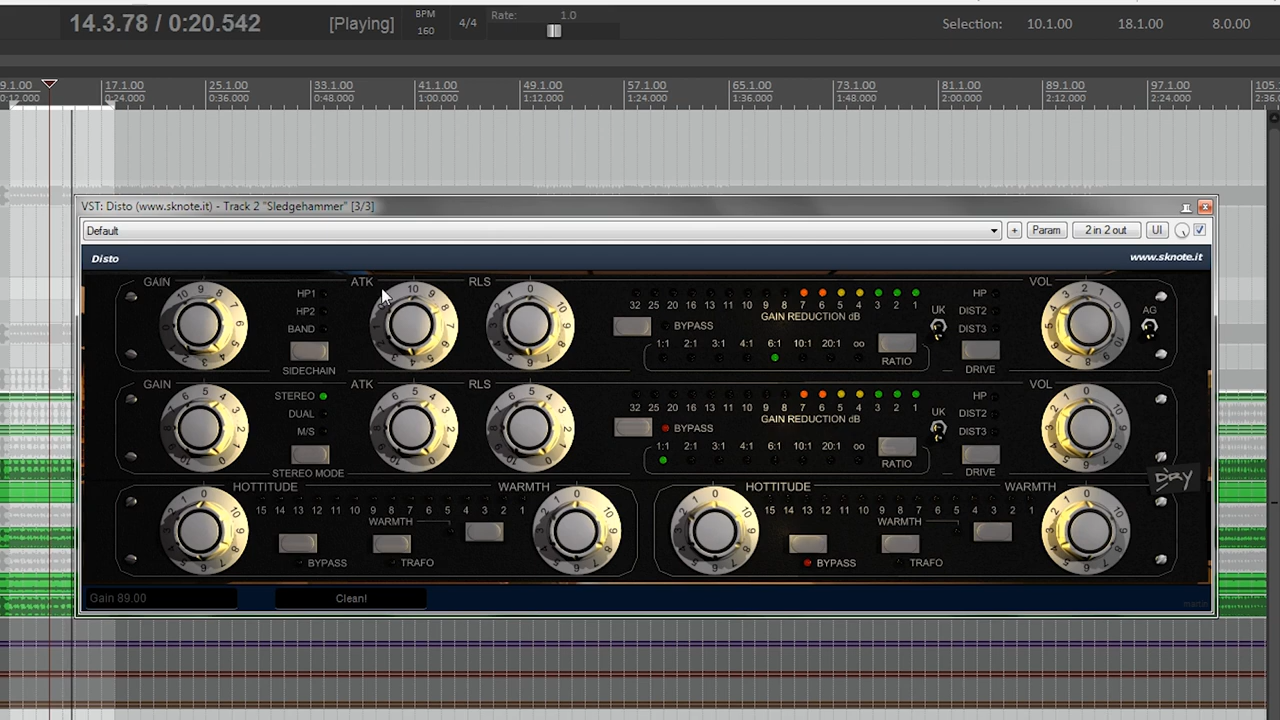 14.3.78 / 0:20.542 [Playing] BPM 160 4/4 Rate: 1.0 Selection: 10.1.00 18.1.00 8.0.00
9.1.00 17.1.00 25.1.00 33.1.00 41.1.00 49.1.00 57.1.00 65.1.00 73.1.00 81.1.00 89.1.00 97.1.00 105.
0:12.000 0:24.000 0:36.000 0:48.000 1:00.000 1:12.000 1:24.000 1:36.000 1:48.000 2:00.000 2:12.000 2:24.000 2:36.0
VST: Disto (www.sknote.it) - Track 2 "Sledgehammer" [3/3]
Default + Param 2 in 2 out UI
Disto www.sknote.it
GAIN HP1 ATK RLS HP VOL
HP2 32 25 20 16 13 11 10 9 8 7 6 5 4 3 2 1 UK DIST2 AG
BAND BYPASS GAIN REDUCTION dB DIST3
1:1 2:1 3:1 4:1 6:1 10:1 20:1 oo
SIDECHAIN RATIO DRIVE
GAIN STEREO ATK RLS HP VOL
DUAL 32 25 20 16 13 11 10 9 8 7 6 5 4 3 2 1 UK DIST2
M/S BYPASS GAIN REDUCTION dB DIST3
1:1 2:1 3:1 4:1 6:1 10:1 20:1 oo
STEREO MODE RATIO DRIVE
DRY
HOTTITUDE WARMTH HOTTITUDE WARMTH
15 14 13 12 11 10 9 8 7 6 5 4 3 2 1 15 14 13 12 11 10 9 8 7 6 5 4 3 2 1
WARMTH WARMTH
BYPASS TRAFO BYPASS TRAFO
Gain 89.00 Clean!